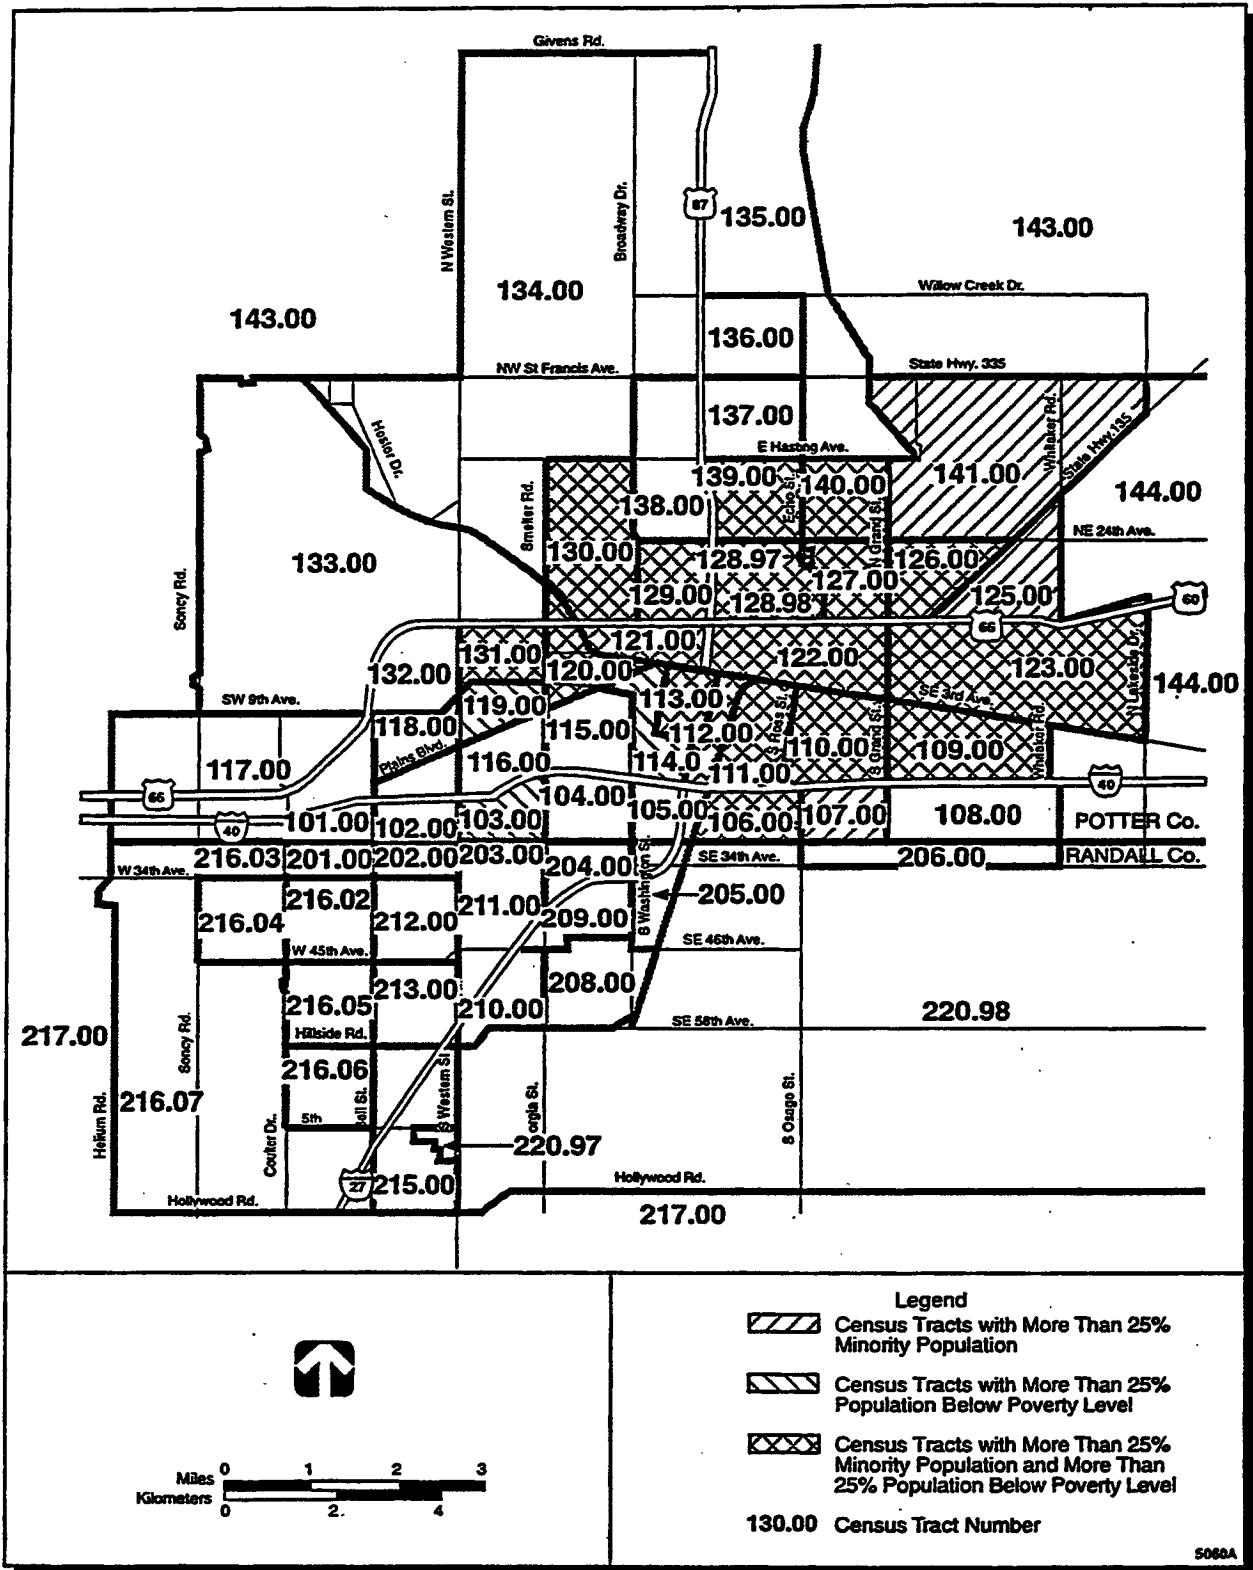 Givens Rd.
N Western St.
Broadway Dr.
87
135.00
143.00
134.00
Willow Creek Dr.
143.00
136.00
NW St Francis Ave.
State Hwy. 335
137.00
Whitaker Rd.
State Hwy.135
E Hasting Ave.
Echo St.
139.00
140.00
141.00
144.00
138.00
N Grand St.
NE 24th Ave.
Smelter Rd.
130.00
128.97
126.00
133.00
127.00
129.00
128.98
125.00
Soncy Rd.
66
60
121.00
131.00
122.00
120.00
132.00
123.00
N Lakeside Dr.
144.00
SW 9th Ave.
SE 3rd Ave.
113.00
119.00
118.00
115.00
112.00
S Ross St.
110.00
S Grand St.
109.00
Whitaker Rd.
Plains Blvd.
116.00
114.0
111.00
117.00
66
40
104.00
105.00
40
101.00
102.00
103.00
106.00
107.00
108.00
POTTER Co.
216.03
201.00
202.00
203.00
204.00
SE 34th Ave.
206.00
RANDALL Co.
W 34th Ave.
S Washington St.
205.00
216.02
211.00
216.04
212.00
209.00
W 45th Ave.
SE 46th Ave.
208.00
213.00
216.05
210.00
220.98
217.00
Hillside Rd.
SE 58th Ave.
Soncy Rd.
216.06
S Western St
216.07
Helium Rd.
Coulter Dr.
5th
ell St.
orgia St.
S Osage St.
220.97
27
215.00
Hollywood Rd.
Hollywood Rd.
217.00
Legend
Census Tracts with More Than 25%
Minority Population
Census Tracts with More Than 25%
Population Below Poverty Level
Census Tracts with More Than 25%
Minority Population and More Than
25% Population Below Poverty Level
130.00 Census Tract Number
Miles 0 1 2 3
Kilometers 0 2 4
S060A